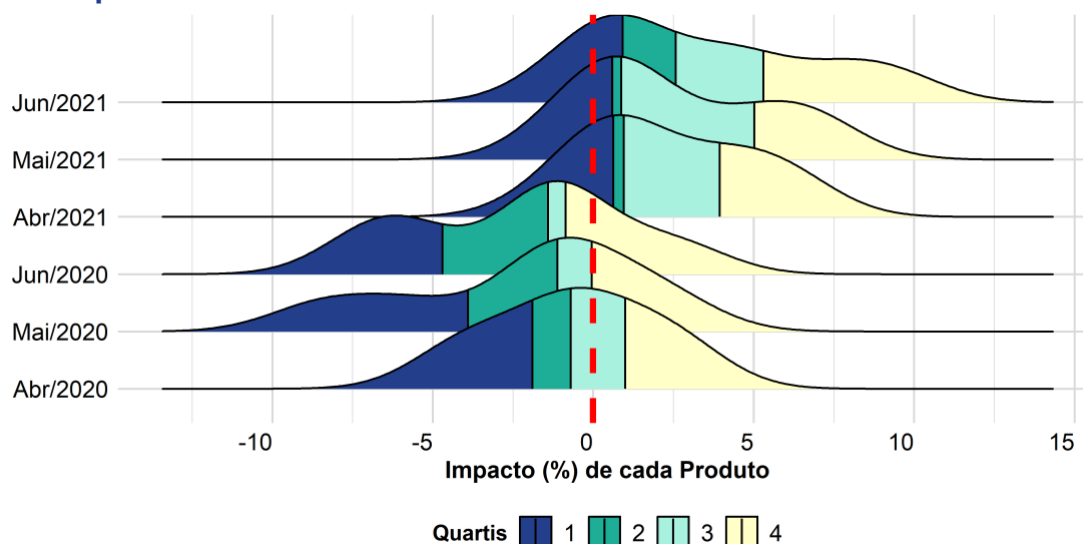 Jun/2021
Mai/2021
Abr/2021
Jun/2020
Mai/2020
Abr/2020
-10 -5 0 5 10 15
Impacto (%) de cada Produto
Quartis 1 2 3 4